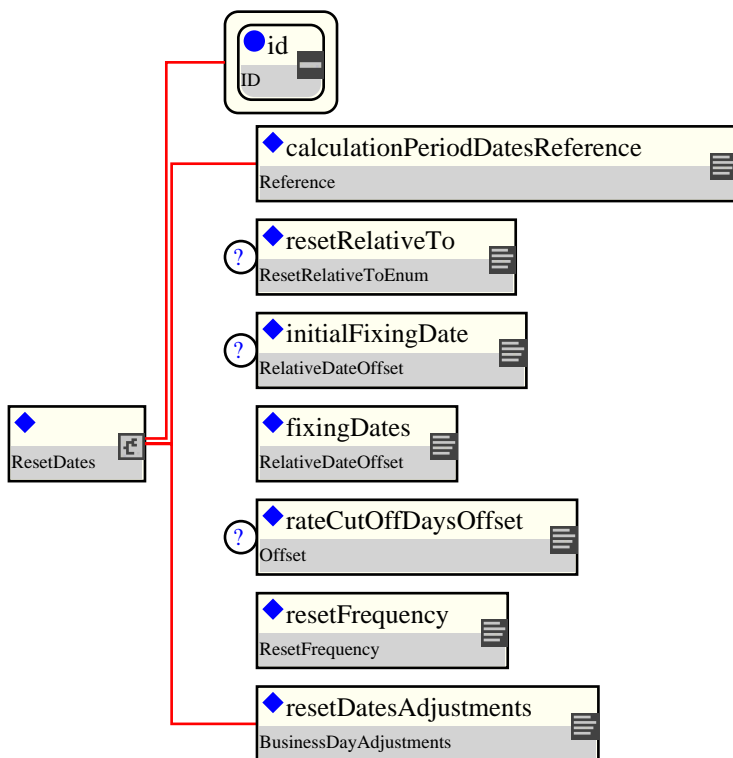 id
ID
calculationPeriodDatesReference
Reference
?
resetRelativeTo
ResetRelativeToEnum
?
initialFixingDate
RelativeDateOffset
ResetDates
fixingDates
RelativeDateOffset
?
rateCutOffDaysOffset
Offset
resetFrequency
ResetFrequency
resetDatesAdjustments
BusinessDayAdjustments